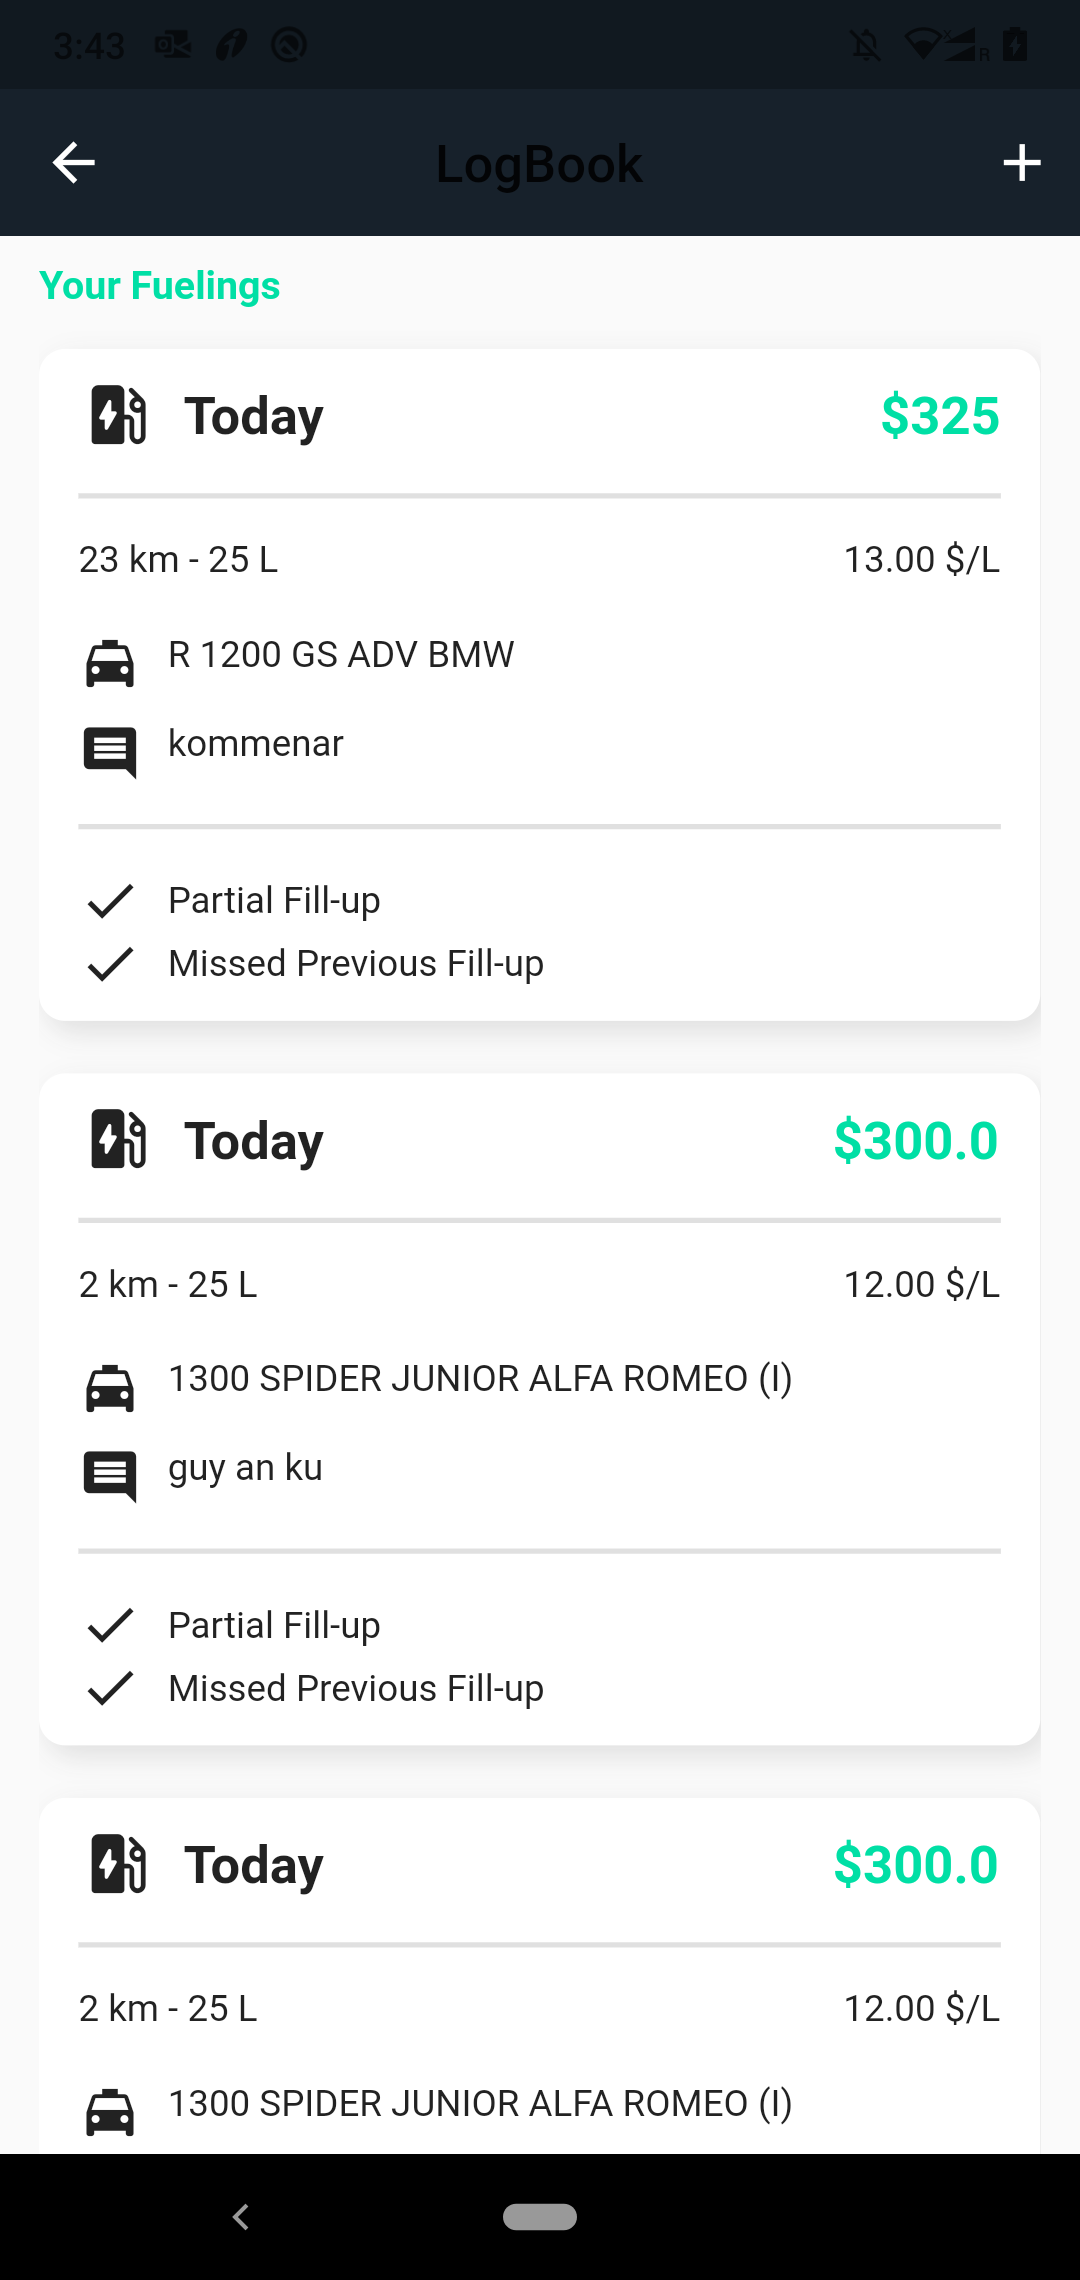 3:43
R
LogBook
Your Fuelings
Today $325
23 km - 25 L 13.00 $/L
R 1200 GS ADV BMW
kommenar
Partial Fill-up
Missed Previous Fill-up
Today $300.0
2 km - 25 L 12.00 $/L
1300 SPIDER JUNIOR ALFA ROMEO (I)
guy an ku
Partial Fill-up
Missed Previous Fill-up
Today $300.0
2 km - 25 L 12.00 $/L
1300 SPIDER JUNIOR ALFA ROMEO (I)